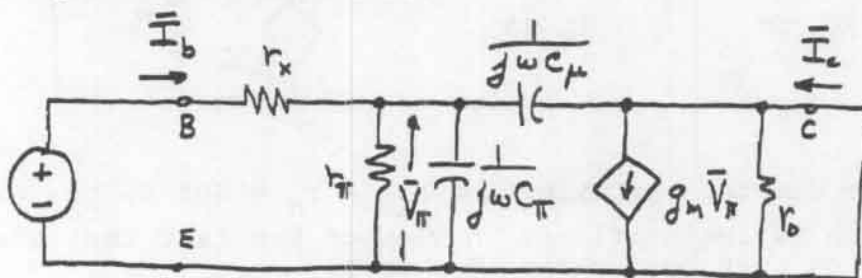 Ī_b
r_x
1/(jωC_μ)
Ī_c
B
C
+
-
r_π
V̄_π
1/(jωC_π)
g_m V̄_π
r_o
E